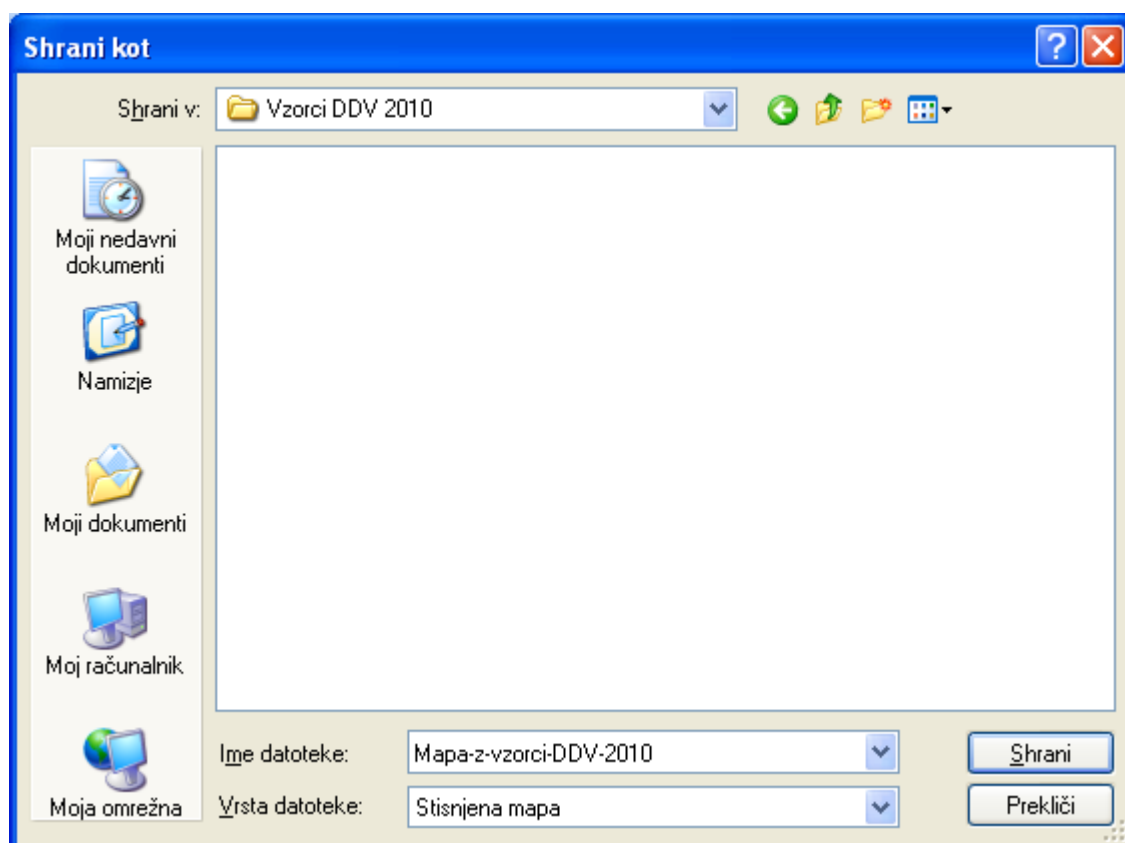 Shrani kot
Shrani v:
Vzorci DDV 2010
Moji nedavni
dokumenti
Namizje
Moji dokumenti
Moj računalnik
Moja omrežna
Ime datoteke:
Mapa-z-vzorci-DDV-2010
Shrani
Vrsta datoteke:
Stisnjena mapa
Prekliči